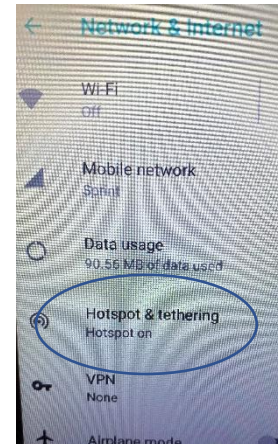 Network & Internet
Wi-Fi
Off
Mobile network
Sprint
Data usage
90.56 MB of data used
Hotspot & tethering
Hotspot on
VPN
None
Airplane mode